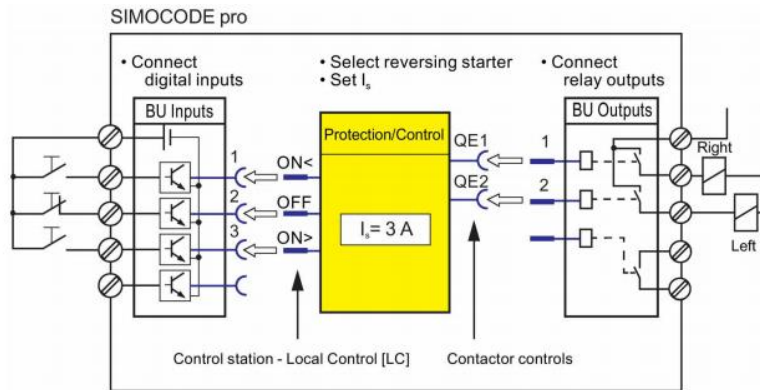 SIMOCODE pro
• Connect
digital inputs
• Select reversing starter
• Set Is
• Connect
relay outputs
BU Inputs
Protection/Control
BU Outputs
1
ON<
2
OFF
3
ON>
Is= 3 A
QE1
1
QE2
2
Right
Left
Control station - Local Control [LC]
Contactor controls